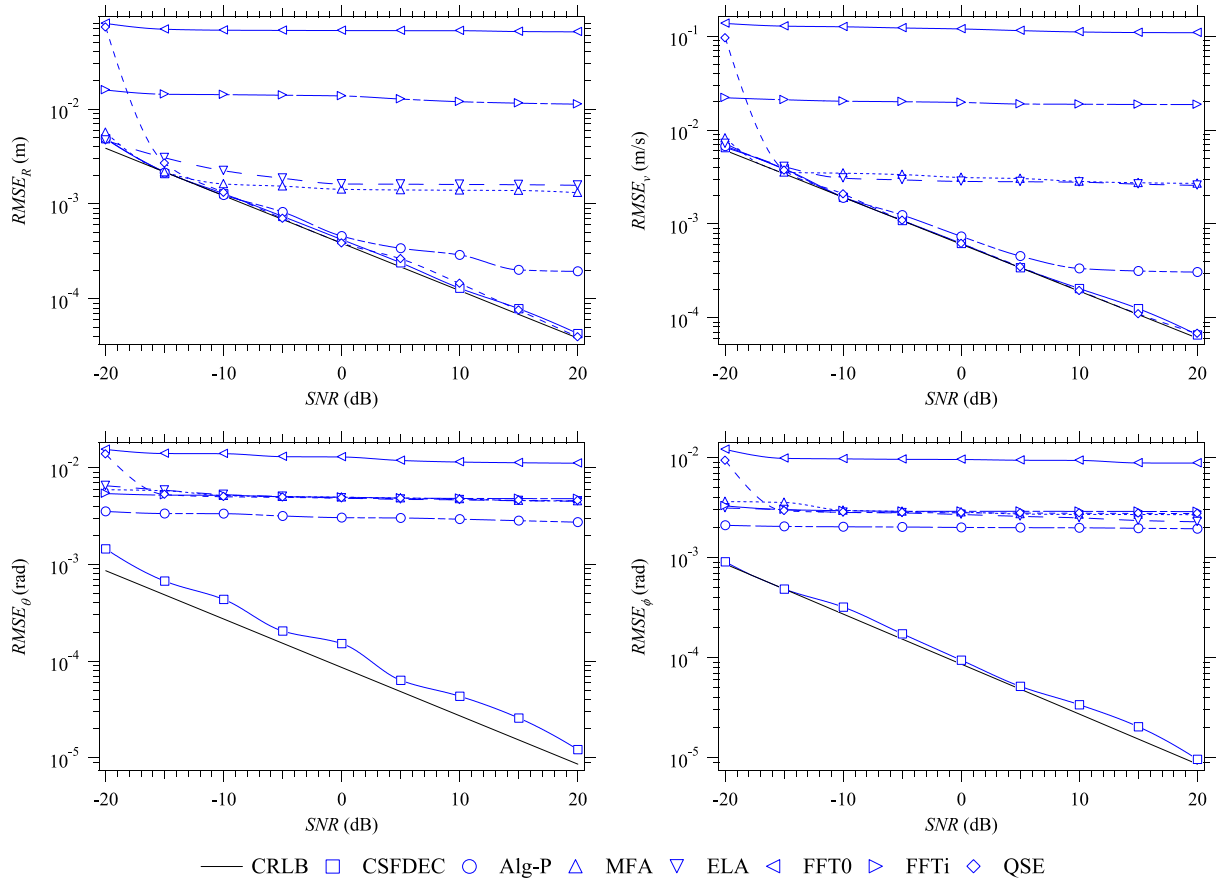 RMSE_R (m)
10⁻¹
10⁻²
10⁻³
10⁻⁴
-20 -10 0 10 20
SNR (dB)
RMSE_v (m/s)
10⁻¹
10⁻²
10⁻³
10⁻⁴
-20 -10 0 10 20
SNR (dB)
RMSE_θ (rad)
10⁻²
10⁻³
10⁻⁴
10⁻⁵
-20 -10 0 10 20
SNR (dB)
RMSE_ϕ (rad)
10⁻²
10⁻³
10⁻⁴
10⁻⁵
-20 -10 0 10 20
SNR (dB)
CRLB CSFDEC Alg-P MFA ELA FFT0 FFTi QSE